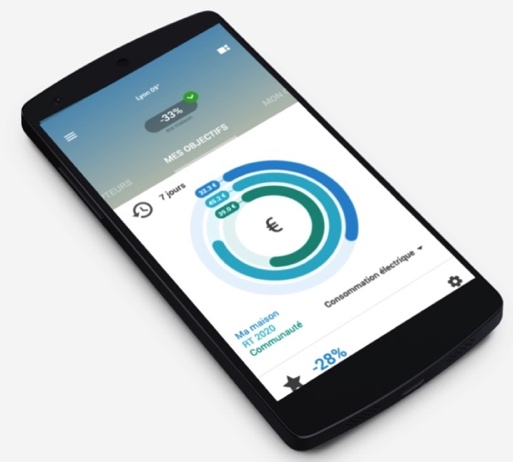 Lyon 09°
-33%
MES OBJECTIFS
MON
TEURS
7 jours
32.3 €
45.2 €
39.0 €
€
Consommation électrique
Ma maison
RT 2020
Communauté
-28%